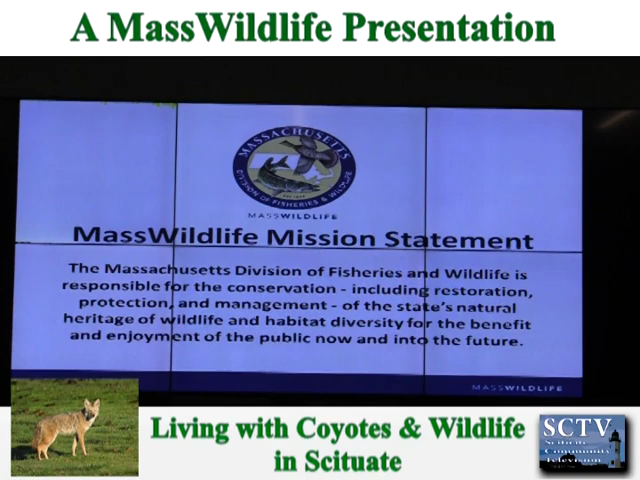 A MassWildlife Presentation
MASSACHUSETTS
DIVISION OF FISHERIES & WILDLIFE
MASSWILDLIFE
MassWildlife Mission Statement
The Massachusetts Division of Fisheries and Wildlife is
responsible for the conservation - including restoration,
protection, and management - of the state's natural
heritage of wildlife and habitat diversity for the benefit
and enjoyment of the public now and into the future.
MASSWILDLIFE
Living with Coyotes & Wildlife
in Scituate
SCTV
Scituate
Community
Television